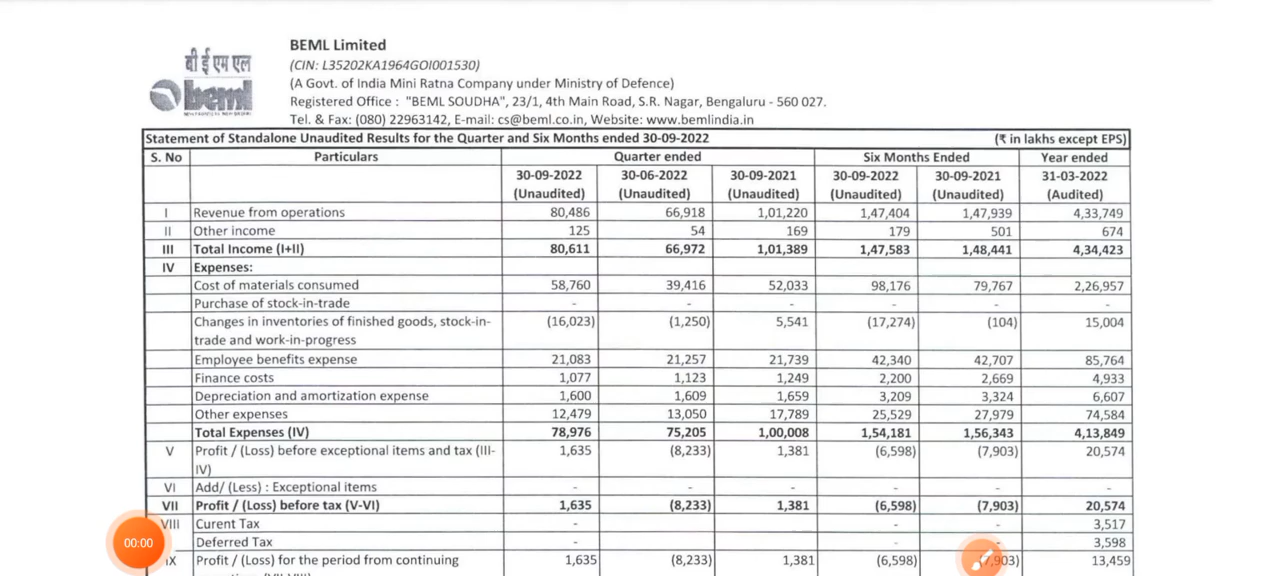 बी ई एम एल
beml
BEML Limited
(CIN: L35202KA1964GOI001530)
(A Govt. of India Mini Ratna Company under Ministry of Defence)
Registered Office : "BEML SOUDHA", 23/1, 4th Main Road, S.R. Nagar, Bengaluru - 560 027.
Tel. & Fax: (080) 22963142, E-mail: cs@beml.co.in, Website: www.bemlindia.in
Statement of Standalone Unaudited Results for the Quarter and Six Months ended 30-09-2022 (₹ in lakhs except EPS)
S. No Particulars Quarter ended Six Months Ended Year ended
30-09-2022 30-06-2022 30-09-2021 30-09-2022 30-09-2021 31-03-2022
(Unaudited) (Unaudited) (Unaudited) (Unaudited) (Unaudited) (Audited)
I Revenue from operations 80,486 66,918 1,01,220 1,47,404 1,47,939 4,33,749
II Other income 125 54 169 179 501 674
III Total Income (I+II) 80,611 66,972 1,01,389 1,47,583 1,48,441 4,34,423
IV Expenses:
Cost of materials consumed 58,760 39,416 52,033 98,176 79,767 2,26,957
Purchase of stock-in-trade - - - - - -
Changes in inventories of finished goods, stock-in- (16,023) (1,250) 5,541 (17,274) (104) 15,004
trade and work-in-progress
Employee benefits expense 21,083 21,257 21,739 42,340 42,707 85,764
Finance costs 1,077 1,123 1,249 2,200 2,669 4,933
Depreciation and amortization expense 1,600 1,609 1,659 3,209 3,324 6,607
Other expenses 12,479 13,050 17,789 25,529 27,979 74,584
Total Expenses (IV) 78,976 75,205 1,00,008 1,54,181 1,56,343 4,13,849
V Profit / (Loss) before exceptional items and tax (III- 1,635 (8,233) 1,381 (6,598) (7,903) 20,574
IV)
VI Add/ (Less) : Exceptional items - - - - - -
VII Profit / (Loss) before tax (V-VI) 1,635 (8,233) 1,381 (6,598) (7,903) 20,574
VIII Curent Tax - - - 3,517
Deferred Tax - - - 3,598
00:00
IX Profit / (Loss) for the period from continuing 1,635 (8,233) 1,381 (6,598) 7,903) 13,459